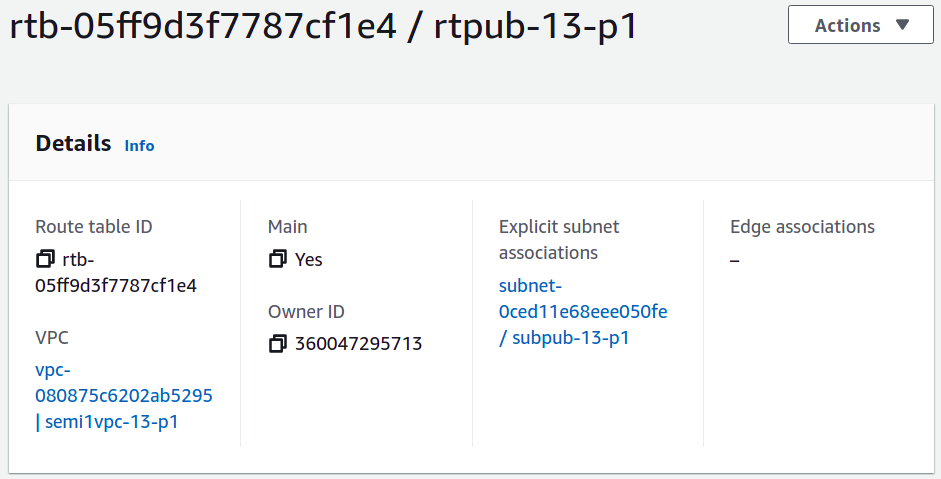 rtb-05ff9d3f7787cf1e4 / rtpub-13-p1
Actions
Details Info
Route table ID
rtb-
05ff9d3f7787cf1e4
VPC
vpc-
080875c6202ab5295
| semi1vpc-13-p1
Main
Yes
Owner ID
360047295713
Explicit subnet
associations
subnet-
0ced11e68eee050fe
/ subpub-13-p1
Edge associations
–